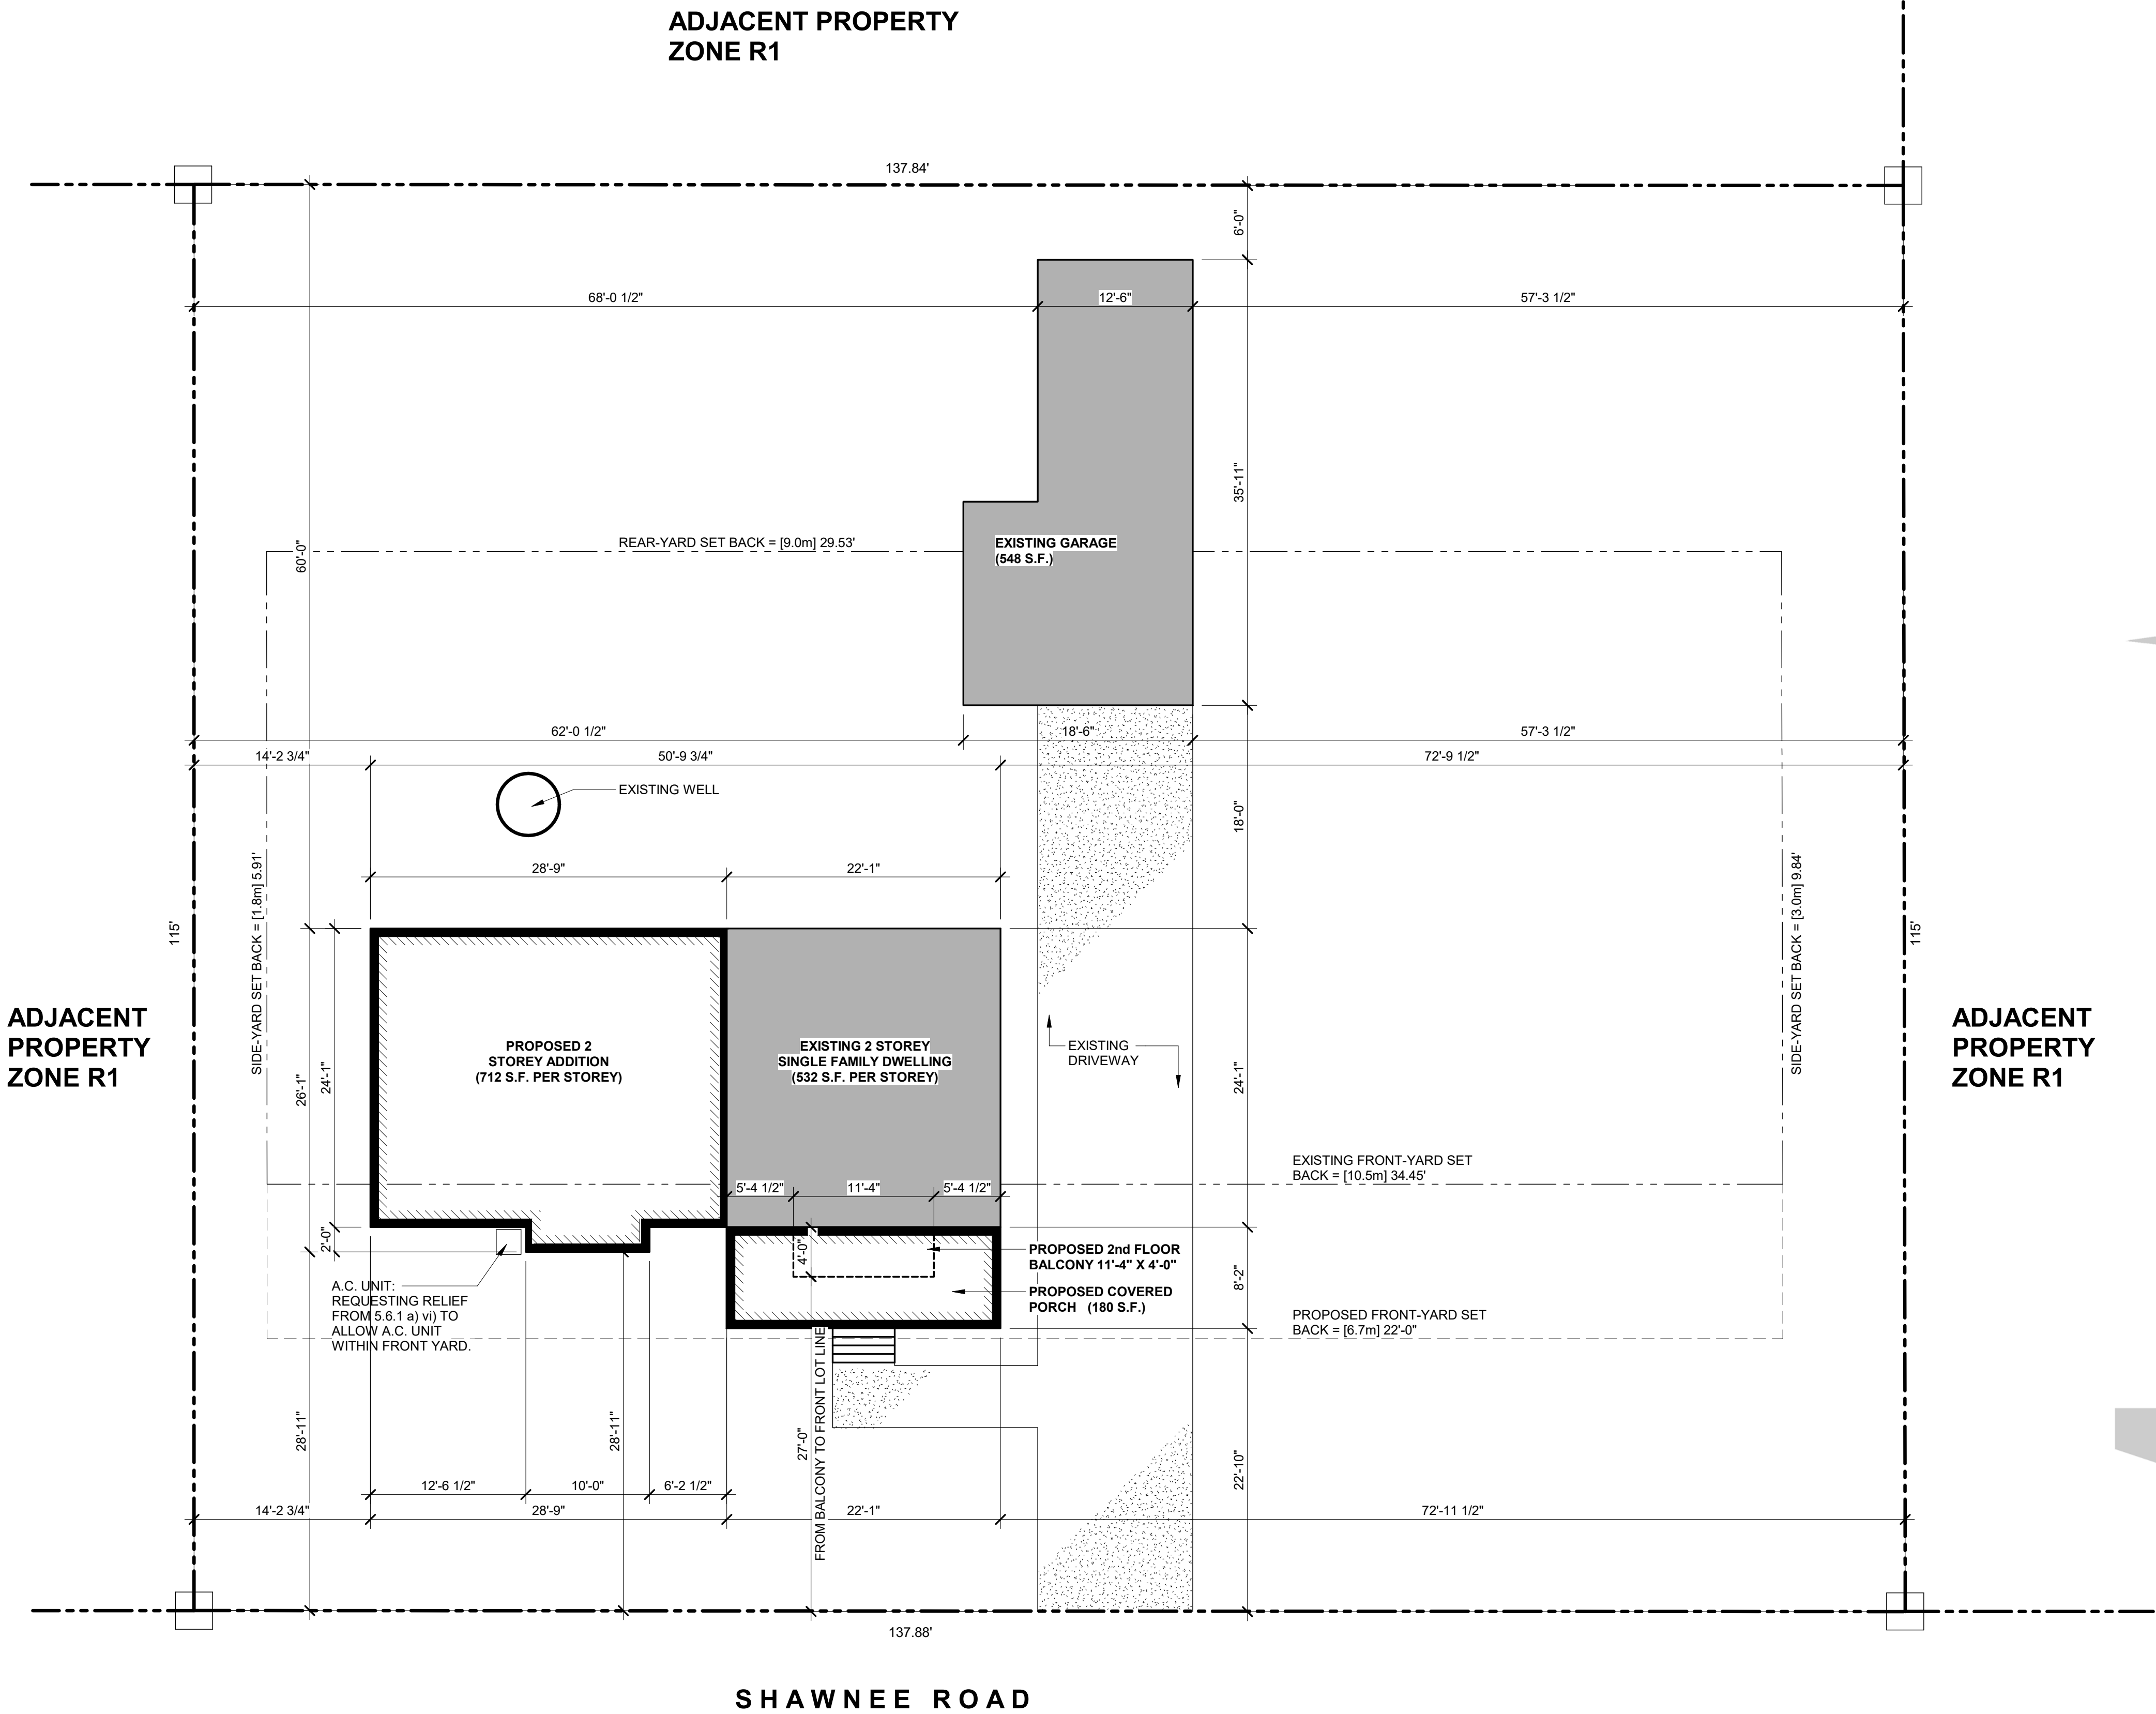 ADJACENT PROPERTY
ZONE R1
137.84'
6'-0"
68'-0 1/2"
12'-6"
57'-3 1/2"
35'-11"
REAR-YARD SET BACK = [9.0m] 29.53'
60'-0"
EXISTING GARAGE
(548 S.F.)
62'-0 1/2"
18'-6"
57'-3 1/2"
14'-2 3/4"
50'-9 3/4"
72'-9 1/2"
EXISTING WELL
18'-0"
28'-9"
22'-1"
SIDE-YARD SET BACK = [1.8m] 5.91'
SIDE-YARD SET BACK = [3.0m] 9.84'
115'
115'
ADJACENT
PROPERTY
ZONE R1
26'-1"
24'-1"
PROPOSED 2
STOREY ADDITION
(712 S.F. PER STOREY)
EXISTING 2 STOREY
SINGLE FAMILY DWELLING
(532 S.F. PER STOREY)
EXISTING
DRIVEWAY
24'-1"
ADJACENT
PROPERTY
ZONE R1
EXISTING FRONT-YARD SET
BACK = [10.5m] 34.45'
5'-4 1/2"
11'-4"
5'-4 1/2"
2'-0"
4'-0"
PROPOSED 2nd FLOOR
BALCONY 11'-4" X 4'-0"
8'-2"
A.C. UNIT:
REQUESTING RELIEF
FROM 5.6.1 a) vi) TO
ALLOW A.C. UNIT
WITHIN FRONT YARD.
PROPOSED COVERED
PORCH (180 S.F.)
PROPOSED FRONT-YARD SET
BACK = [6.7m] 22'-0"
28'-11"
28'-11"
27'-0"
FROM BALCONY TO FRONT LOT LINE
22'-10"
12'-6 1/2"
10'-0"
6'-2 1/2"
14'-2 3/4"
28'-9"
22'-1"
72'-11 1/2"
137.88'
SHAWNEE ROAD